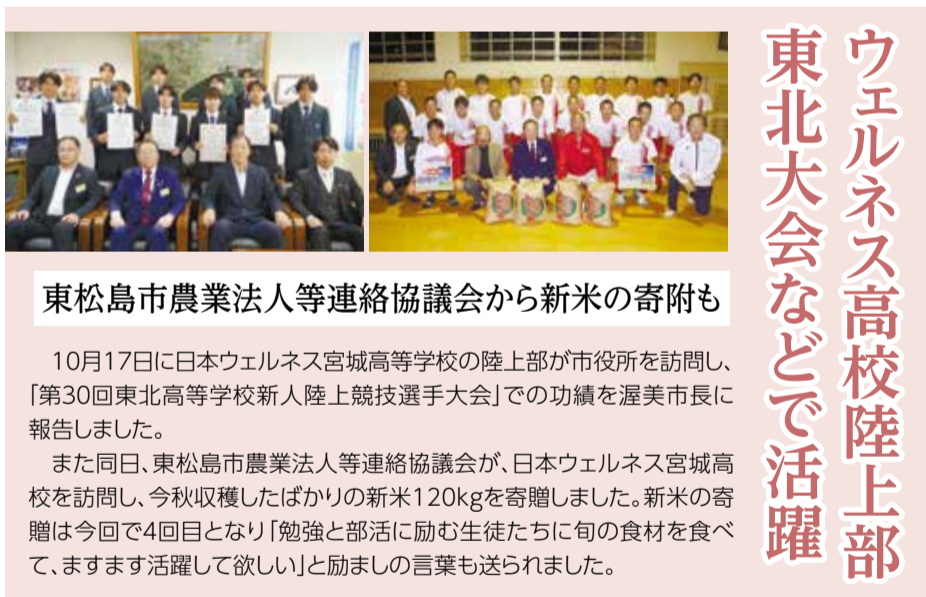 ウェルネス高校陸上部
東北大会などで活躍
東松島市農業法人等連絡協議会から新米の寄附も
10月17日に日本ウェルネス宮城高等学校の陸上部が市役所を訪問し、
「第30回東北高等学校新人陸上競技選手大会」での功績を渥美市長に
報告しました。
また同日、東松島市農業法人等連絡協議会が、日本ウェルネス宮城高
校を訪問し、今秋収穫したばかりの新米120kgを寄贈しました。新米の寄
贈は今回で4回目となり「勉強と部活に励む生徒たちに旬の食材を食べ
て、ますます活躍して欲しい」と励ましの言葉も送られました。